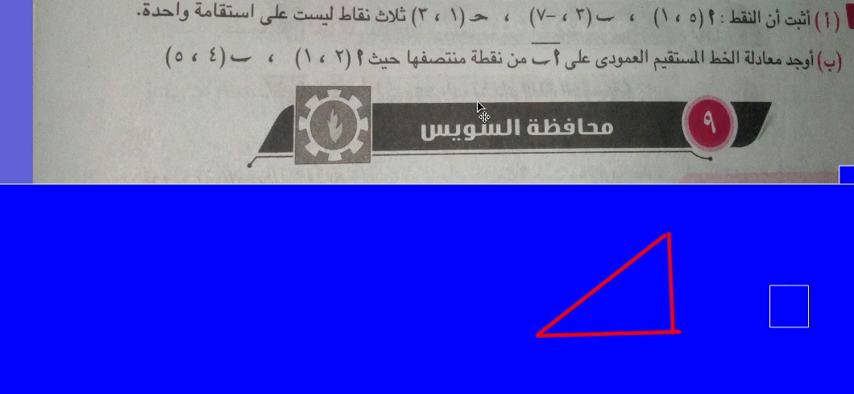 (أ) أثبت أن النقط : أ (٥ ، ١) ، ب (٣ ، -٧) ، حـ (١ ، ٣) ثلاث نقاط ليست على استقامة واحدة.
(ب) أوجد معادلة الخط المستقيم العمودى على أب من نقطة منتصفها حيث أ (٢ ، ١) ، ب (٤ ، ٥)
٩ محافظة السويس